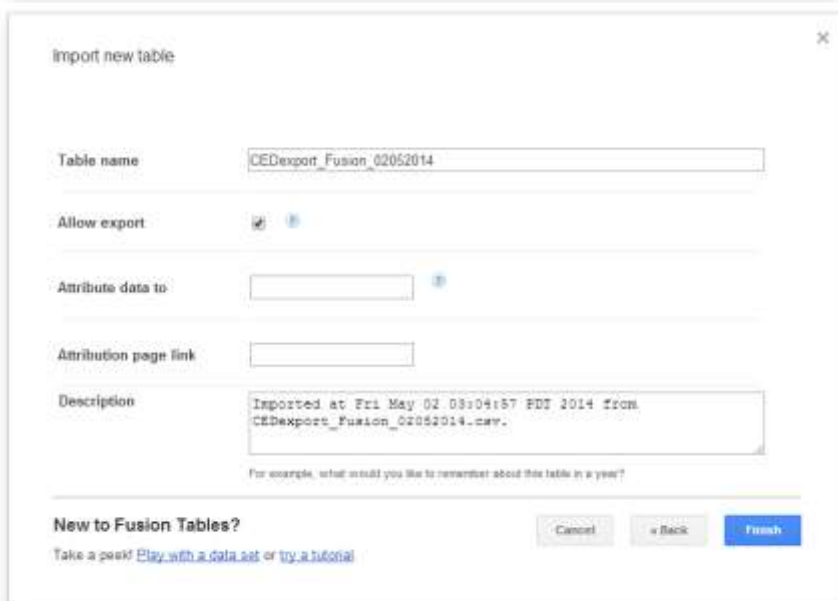 Import new table
Table name
CEDexport_Fusion_02052014
Allow export
Attribute data to
Attribution page link
Description
Imported at Fri May 02 03:04:57 PDT 2014 from
CEDexport_Fusion_02052014.csv.
For example, what would you like to remember about this table in a year?
New to Fusion Tables?
Cancel
« Back
Finish
Take a peek! Play with a data set or try a tutorial